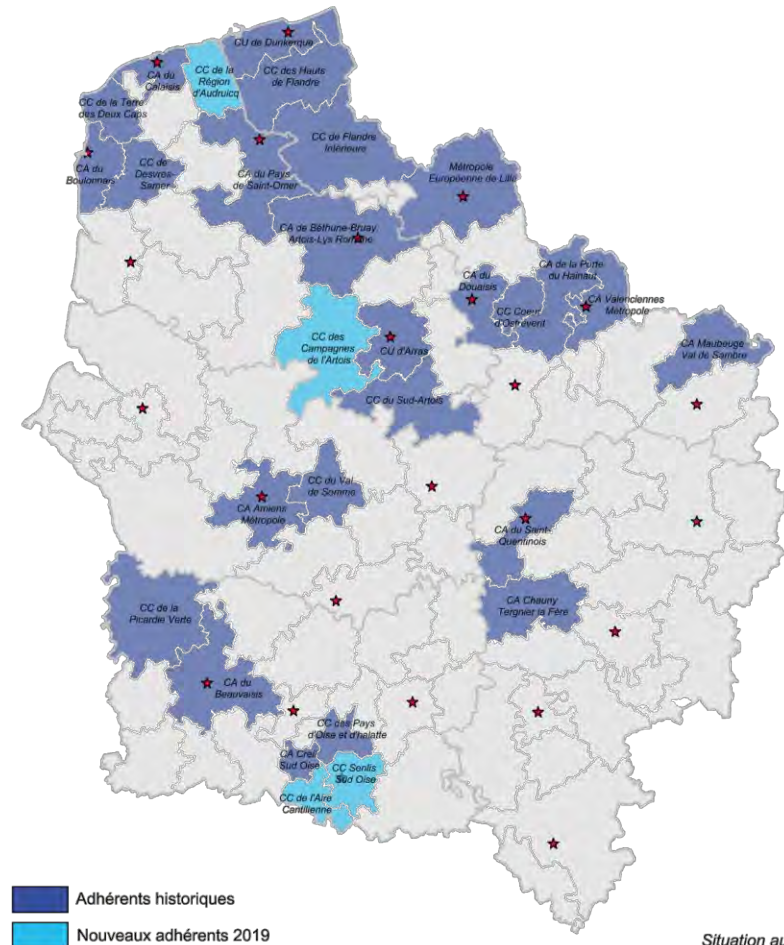 CU de Dunkerque
CA du
Calaisis
CC de la
Région
d'Audruicq
CC des Hauts
de Flandre
CC de la Terre
des Deux Caps
CC de Flandre
Intérieure
CA du
Boulonnais
CC de
Desvres-
Samer
CA du Pays
de Saint-Omer
Métropole
Européenne de Lille
CA de Béthune-Bruay,
Artois-Lys Romane
CA du
Douaisis
CA de la Porte
du Hainaut
CC Coeur
d'Ostrevent
CA Valenciennes
Métropole
CC des
Campagnes
de l'Artois
CU d'Arras
CA Maubeuge
Val de Sambre
CC du Sud-Artois
CC du Val
de Somme
CA Amiens
Métropole
CA du Saint-
Quentinois
CC de la
Picardie Verte
CA Chauny
Tergnier la Fère
CA du
Beauvaisis
CC des Pays
d'Oise et d'halatte
CA Creil
Sud Oise
CC Senlis
Sud Oise
CC de l'Aire
Cantilienne
Adhérents historiques
Nouveaux adhérents 2019
Situation au